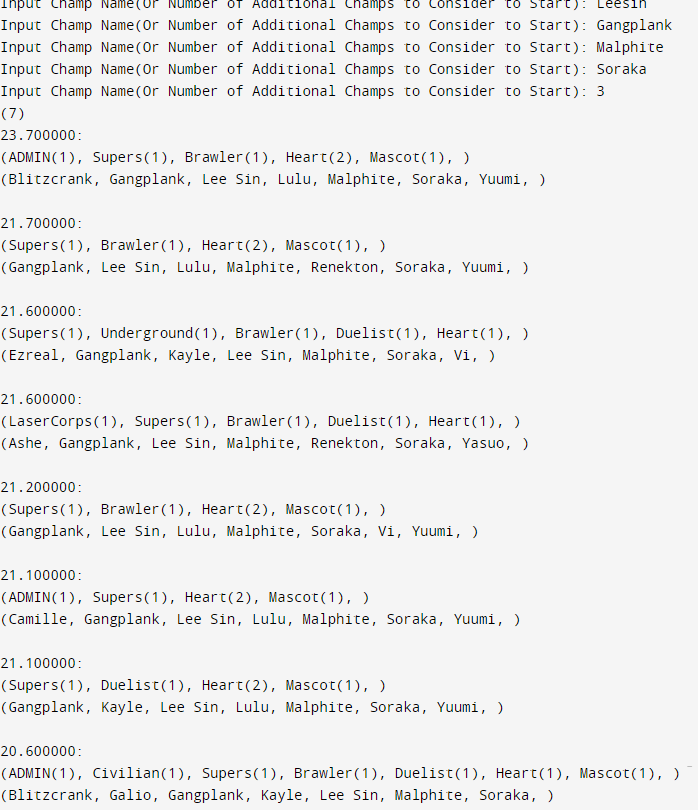 Input Champ Name(Or Number of Additional Champs to Consider to Start): Leesin
Input Champ Name(Or Number of Additional Champs to Consider to Start): Gangplank
Input Champ Name(Or Number of Additional Champs to Consider to Start): Malphite
Input Champ Name(Or Number of Additional Champs to Consider to Start): Soraka
Input Champ Name(Or Number of Additional Champs to Consider to Start): 3
(7)
23.700000:
(ADMIN(1), Supers(1), Brawler(1), Heart(2), Mascot(1), )
(Blitzcrank, Gangplank, Lee Sin, Lulu, Malphite, Soraka, Yuumi, )

21.700000:
(Supers(1), Brawler(1), Heart(2), Mascot(1), )
(Gangplank, Lee Sin, Lulu, Malphite, Renekton, Soraka, Yuumi, )

21.600000:
(Supers(1), Underground(1), Brawler(1), Duelist(1), Heart(1), )
(Ezreal, Gangplank, Kayle, Lee Sin, Malphite, Soraka, Vi, )

21.600000:
(LaserCorps(1), Supers(1), Brawler(1), Duelist(1), Heart(1), )
(Ashe, Gangplank, Lee Sin, Malphite, Renekton, Soraka, Yasuo, )

21.200000:
(Supers(1), Brawler(1), Heart(2), Mascot(1), )
(Gangplank, Lee Sin, Lulu, Malphite, Soraka, Vi, Yuumi, )

21.100000:
(ADMIN(1), Supers(1), Heart(2), Mascot(1), )
(Camille, Gangplank, Lee Sin, Lulu, Malphite, Soraka, Yuumi, )

21.100000:
(Supers(1), Duelist(1), Heart(2), Mascot(1), )
(Gangplank, Kayle, Lee Sin, Lulu, Malphite, Soraka, Yuumi, )

20.600000:
(ADMIN(1), Civilian(1), Supers(1), Brawler(1), Duelist(1), Heart(1), Mascot(1), )
(Blitzcrank, Galio, Gangplank, Kayle, Lee Sin, Malphite, Soraka, )